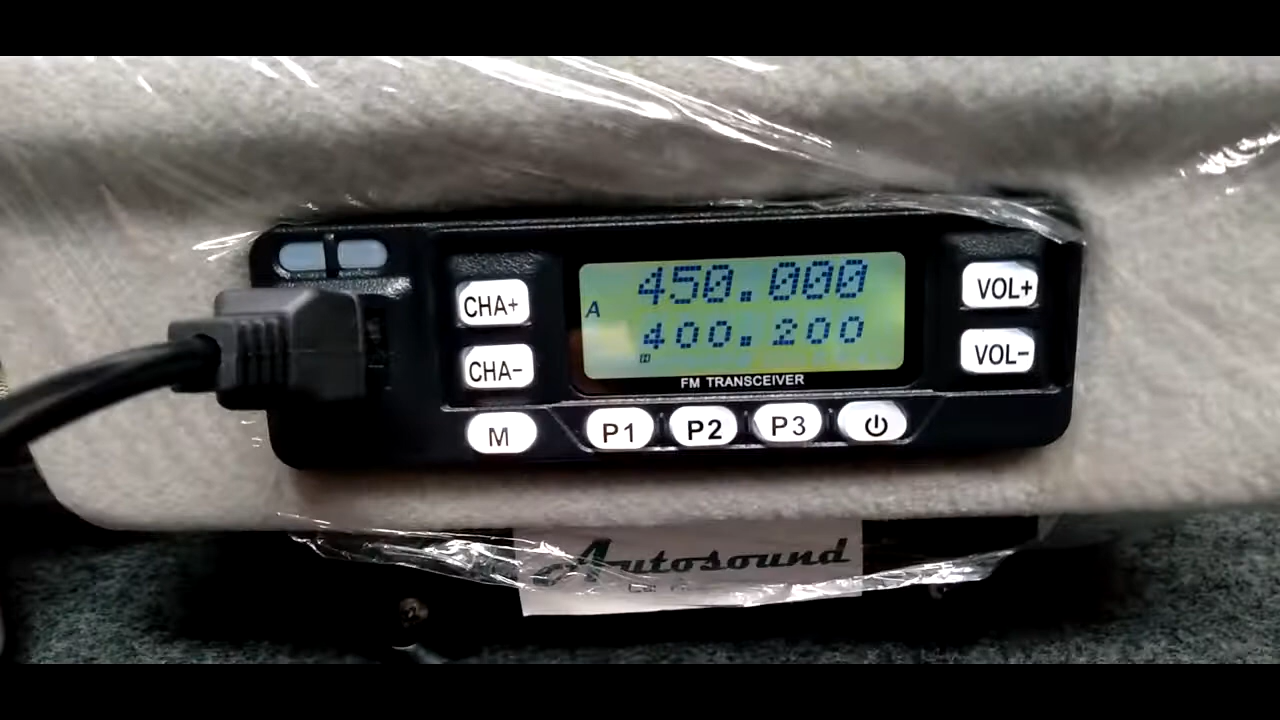 450.000
A
400.200
FM TRANSCEIVER
CHA+
CHA-
VOL+
VOL-
M
P1
P2
P3
Autosound